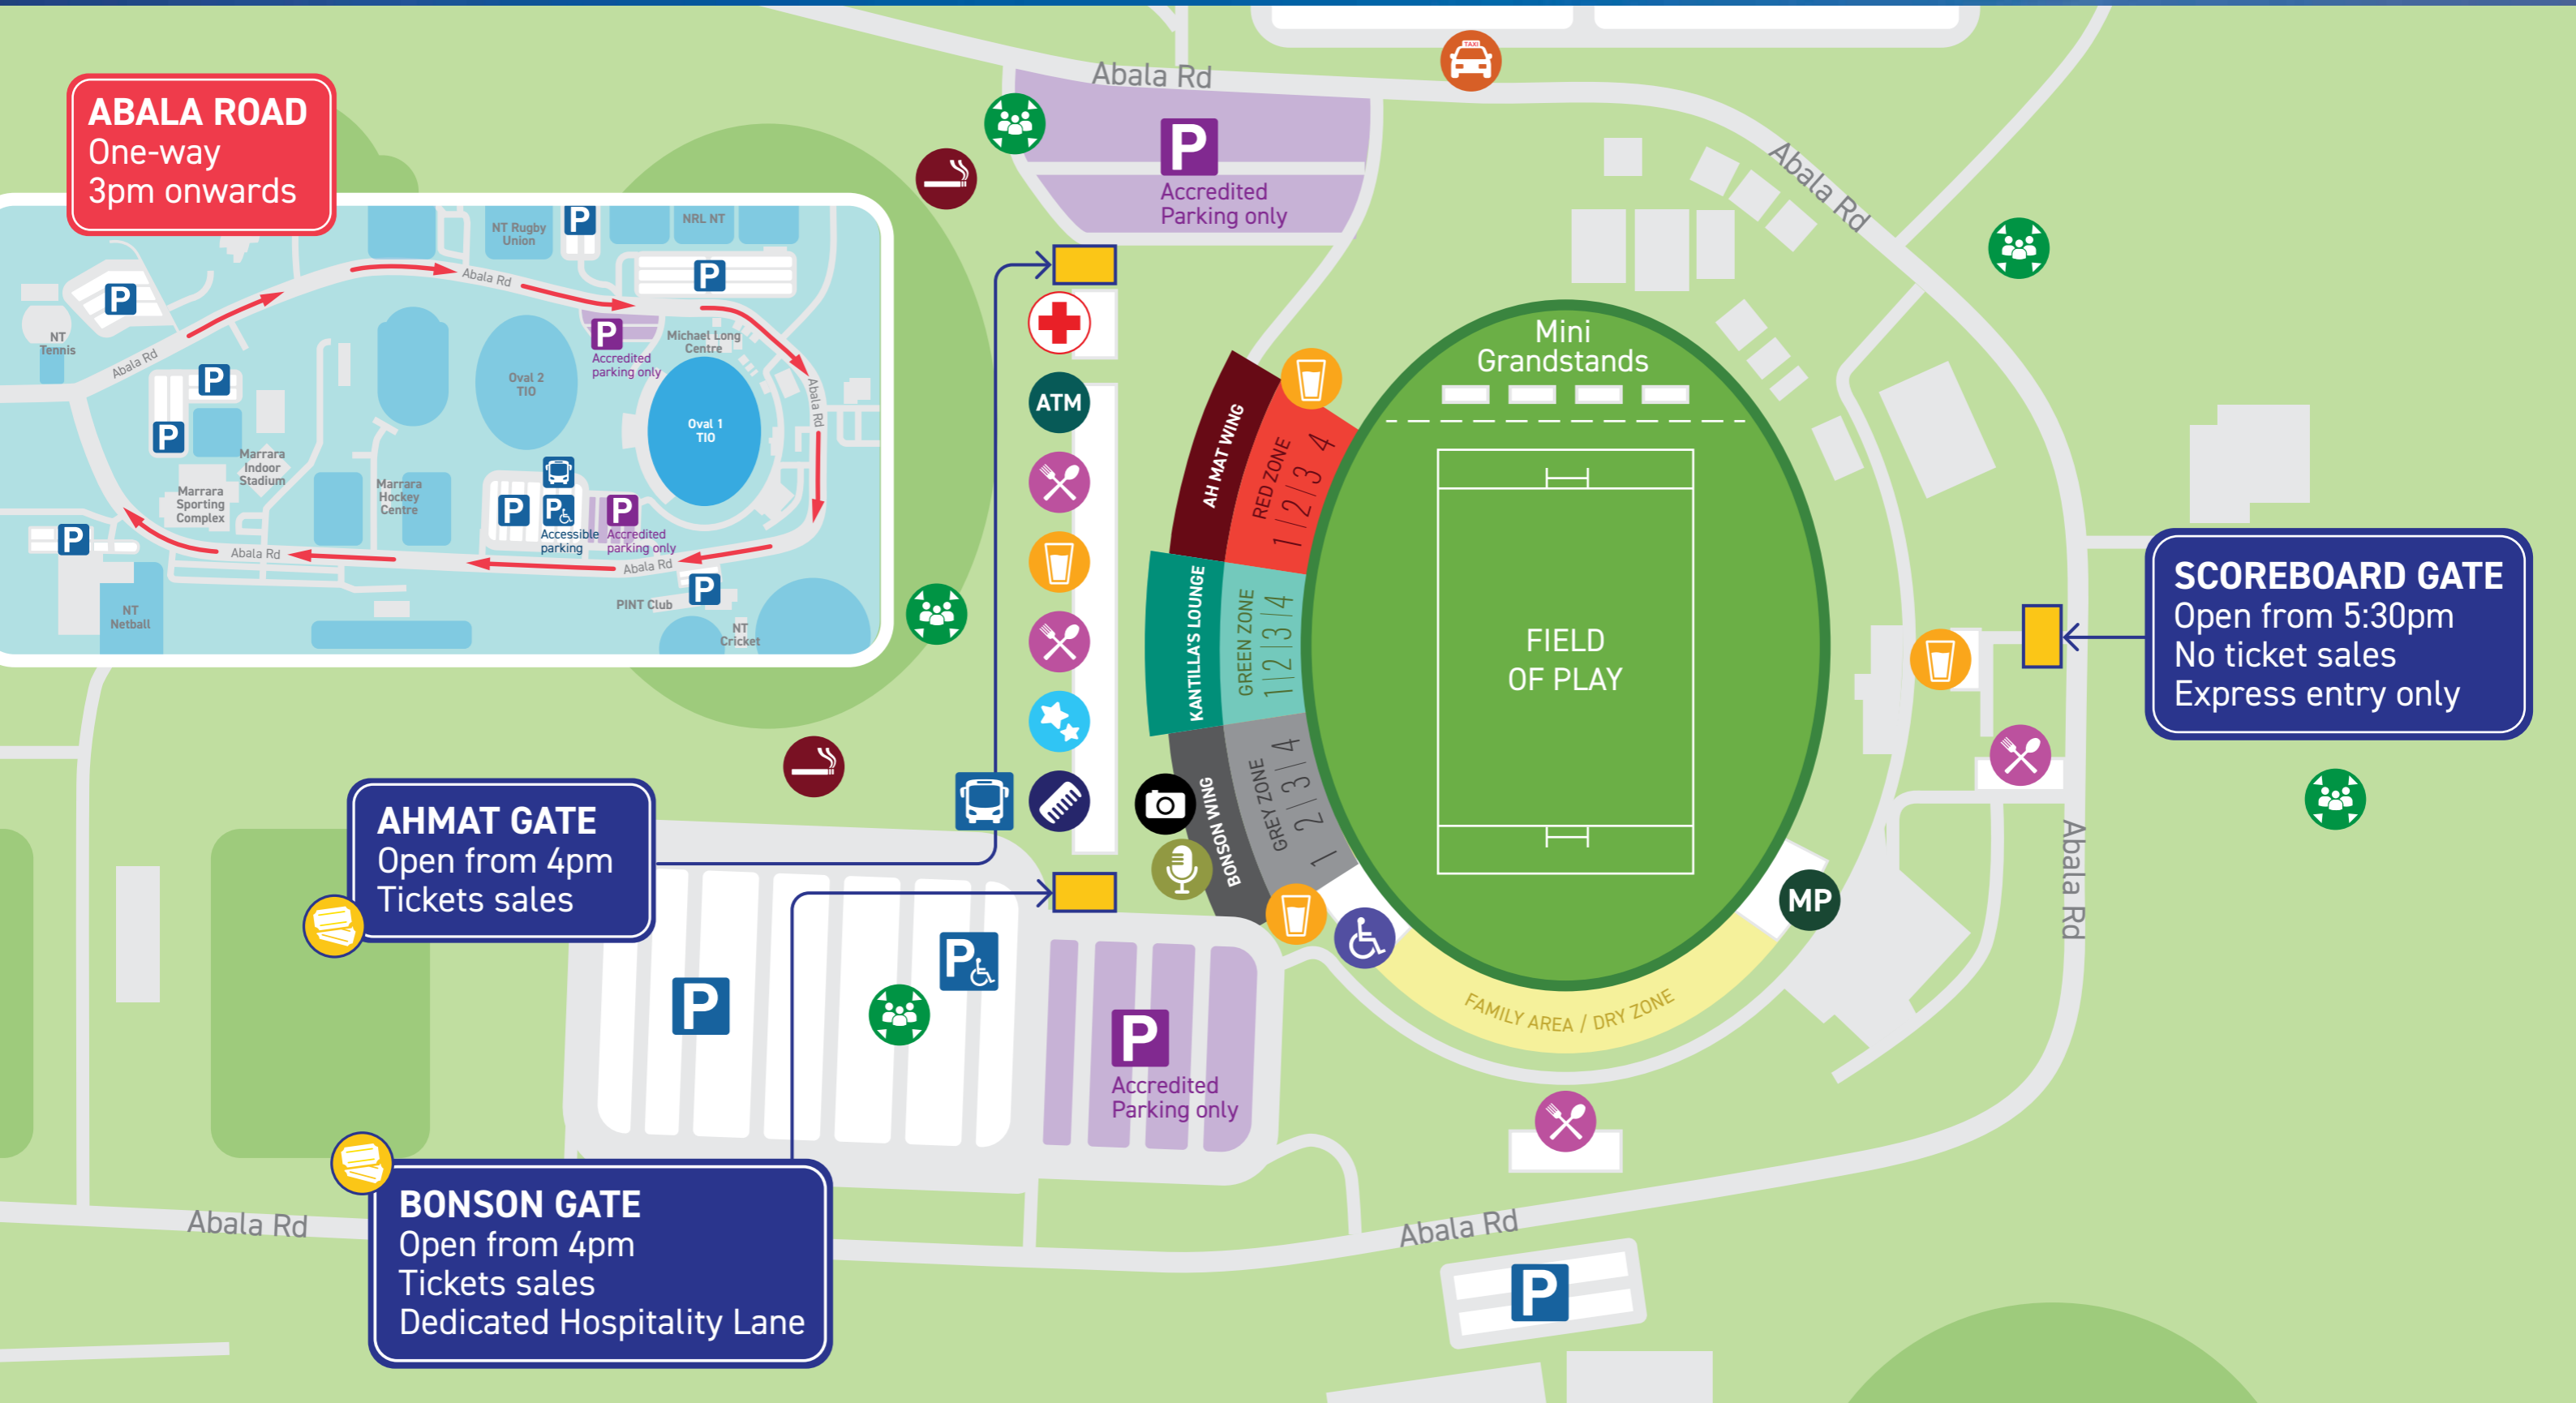 ABALA ROAD
One-way
3pm onwards
Abala Rd
TAXI
P
Accredited
Parking only
Abala Rd
NT Rugby
Union
P
NRL NT
P
P
Abala Rd
NT
Tennis
Abala Rd
P
Accredited
parking only
Michael Long
Centre
Abala Rd
P
P
Oval 2
TIO
Oval 1
TIO
Marrara
Indoor
Stadium
Marrara
Sporting
Complex
Marrara
Hockey
Centre
P
P
P
Accessible
parking
Accredited
parking only
P
Abala Rd
Abala Rd
P
PINT Club
NT
Netball
NT
Cricket
ATM
AH MAT WING
RED ZONE
1 | 2 | 3 4
KANTILLA'S LOUNGE
GREEN ZONE
1 | 2 | 3 | 4
BONSON WING
GREY ZONE
1 | 2 | 3 | 4
Mini
Grandstands
FIELD
OF PLAY
SCOREBOARD GATE
Open from 5:30pm
No ticket sales
Express entry only
Abala Rd
AHMAT GATE
Open from 4pm
Tickets sales
MP
P
P
P
Accredited
Parking only
FAMILY AREA / DRY ZONE
BONSON GATE
Open from 4pm
Tickets sales
Dedicated Hospitality Lane
Abala Rd
Abala Rd
P